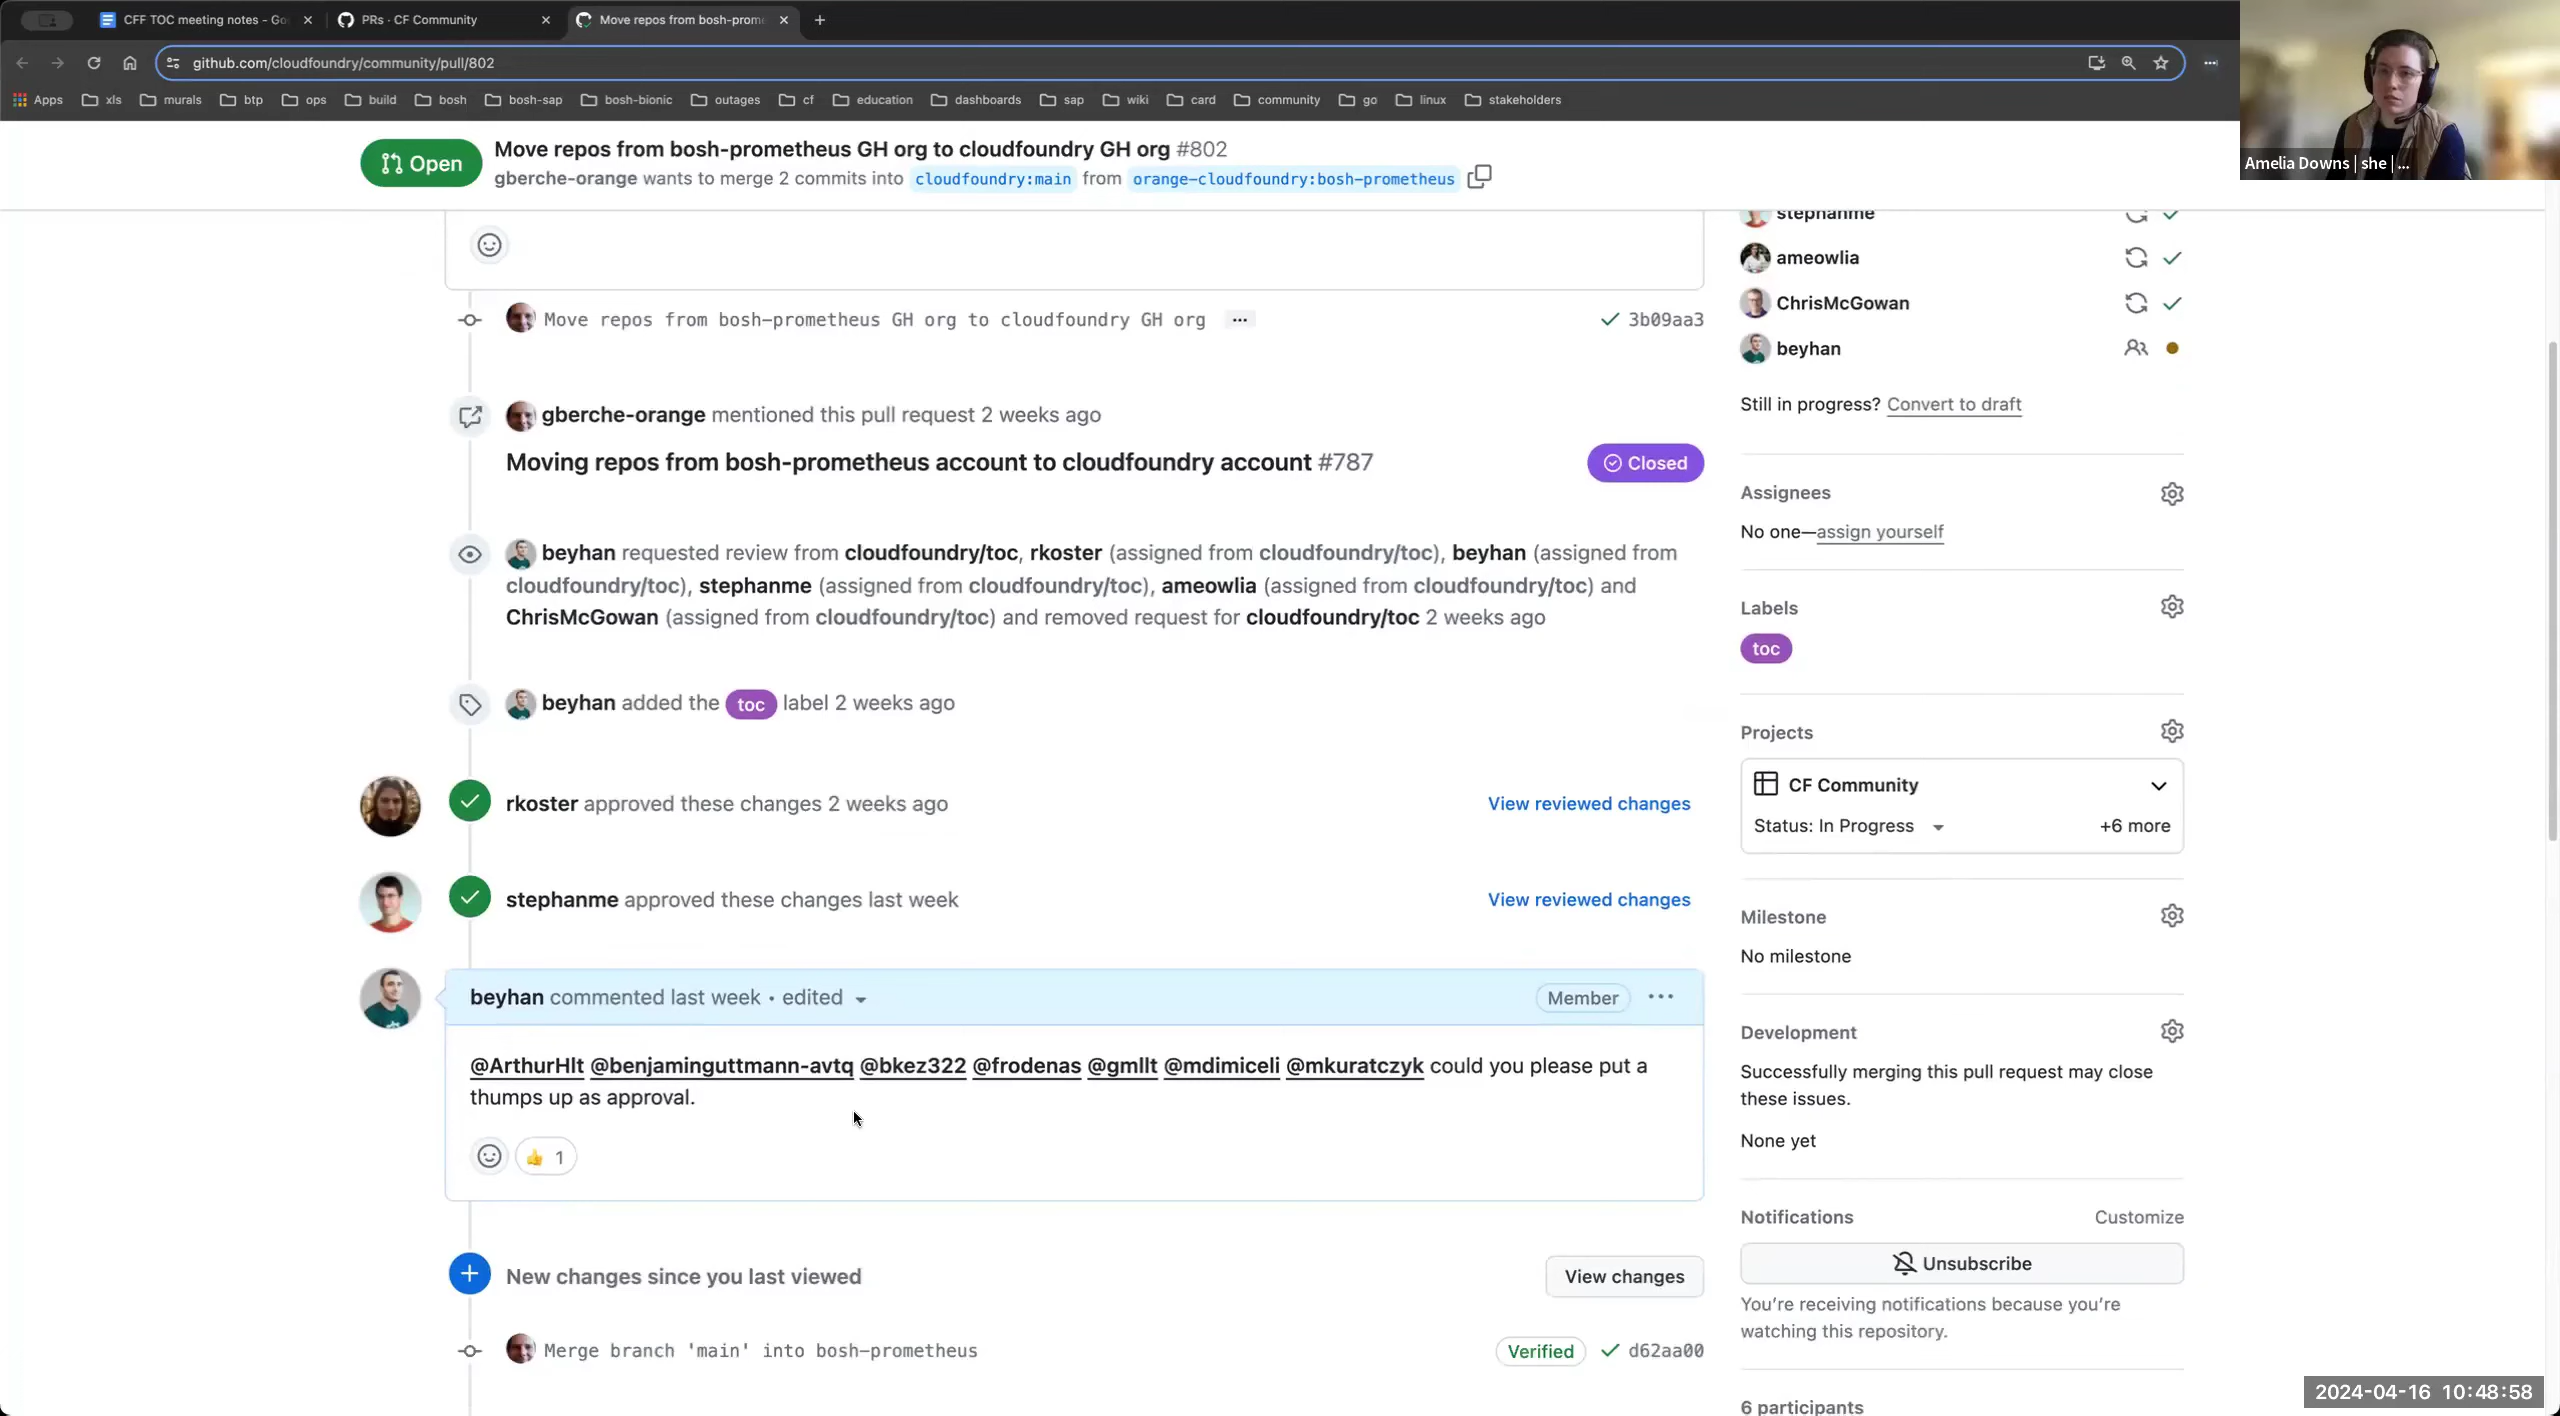 CFF TOC meeting notes - Go
PRs · CF Community
Move repos from bosh-prom
github.com/cloudfoundry/community/pull/802
Apps xls murals btp ops build bosh bosh-sap bosh-bionic outages cf education dashboards sap wiki card community go linux stakeholders
Amelia Downs | she | ...
Open
Move repos from bosh-prometheus GH org to cloudfoundry GH org #802
gberche-orange wants to merge 2 commits into cloudfoundry:main from orange-cloudfoundry:bosh-prometheus
Move repos from bosh-prometheus GH org to cloudfoundry GH org ... 3b09aa3
gberche-orange mentioned this pull request 2 weeks ago
Moving repos from bosh-prometheus account to cloudfoundry account #787
Closed
beyhan requested review from cloudfoundry/toc, rkoster (assigned from cloudfoundry/toc), beyhan (assigned from
cloudfoundry/toc), stephanme (assigned from cloudfoundry/toc), ameowlia (assigned from cloudfoundry/toc) and
ChrisMcGowan (assigned from cloudfoundry/toc) and removed request for cloudfoundry/toc 2 weeks ago
beyhan added the toc label 2 weeks ago
rkoster approved these changes 2 weeks ago
View reviewed changes
stephanme approved these changes last week
View reviewed changes
beyhan commented last week • edited
Member
@ArthurHlt @benjaminguttmann-avtq @bkez322 @frodenas @gmllt @mdimiceli @mkuratczyk could you please put a
thumps up as approval.
👍 1
New changes since you last viewed
View changes
Merge branch 'main' into bosh-prometheus
Verified
d62aa00
stephanme
ameowlia
ChrisMcGowan
beyhan
Still in progress? Convert to draft
Assignees
No one—assign yourself
Labels
toc
Projects
CF Community
Status: In Progress
+6 more
Milestone
No milestone
Development
Successfully merging this pull request may close
these issues.
None yet
Notifications
Customize
Unsubscribe
You're receiving notifications because you're
watching this repository.
6 participants
2024-04-16 10:48:58